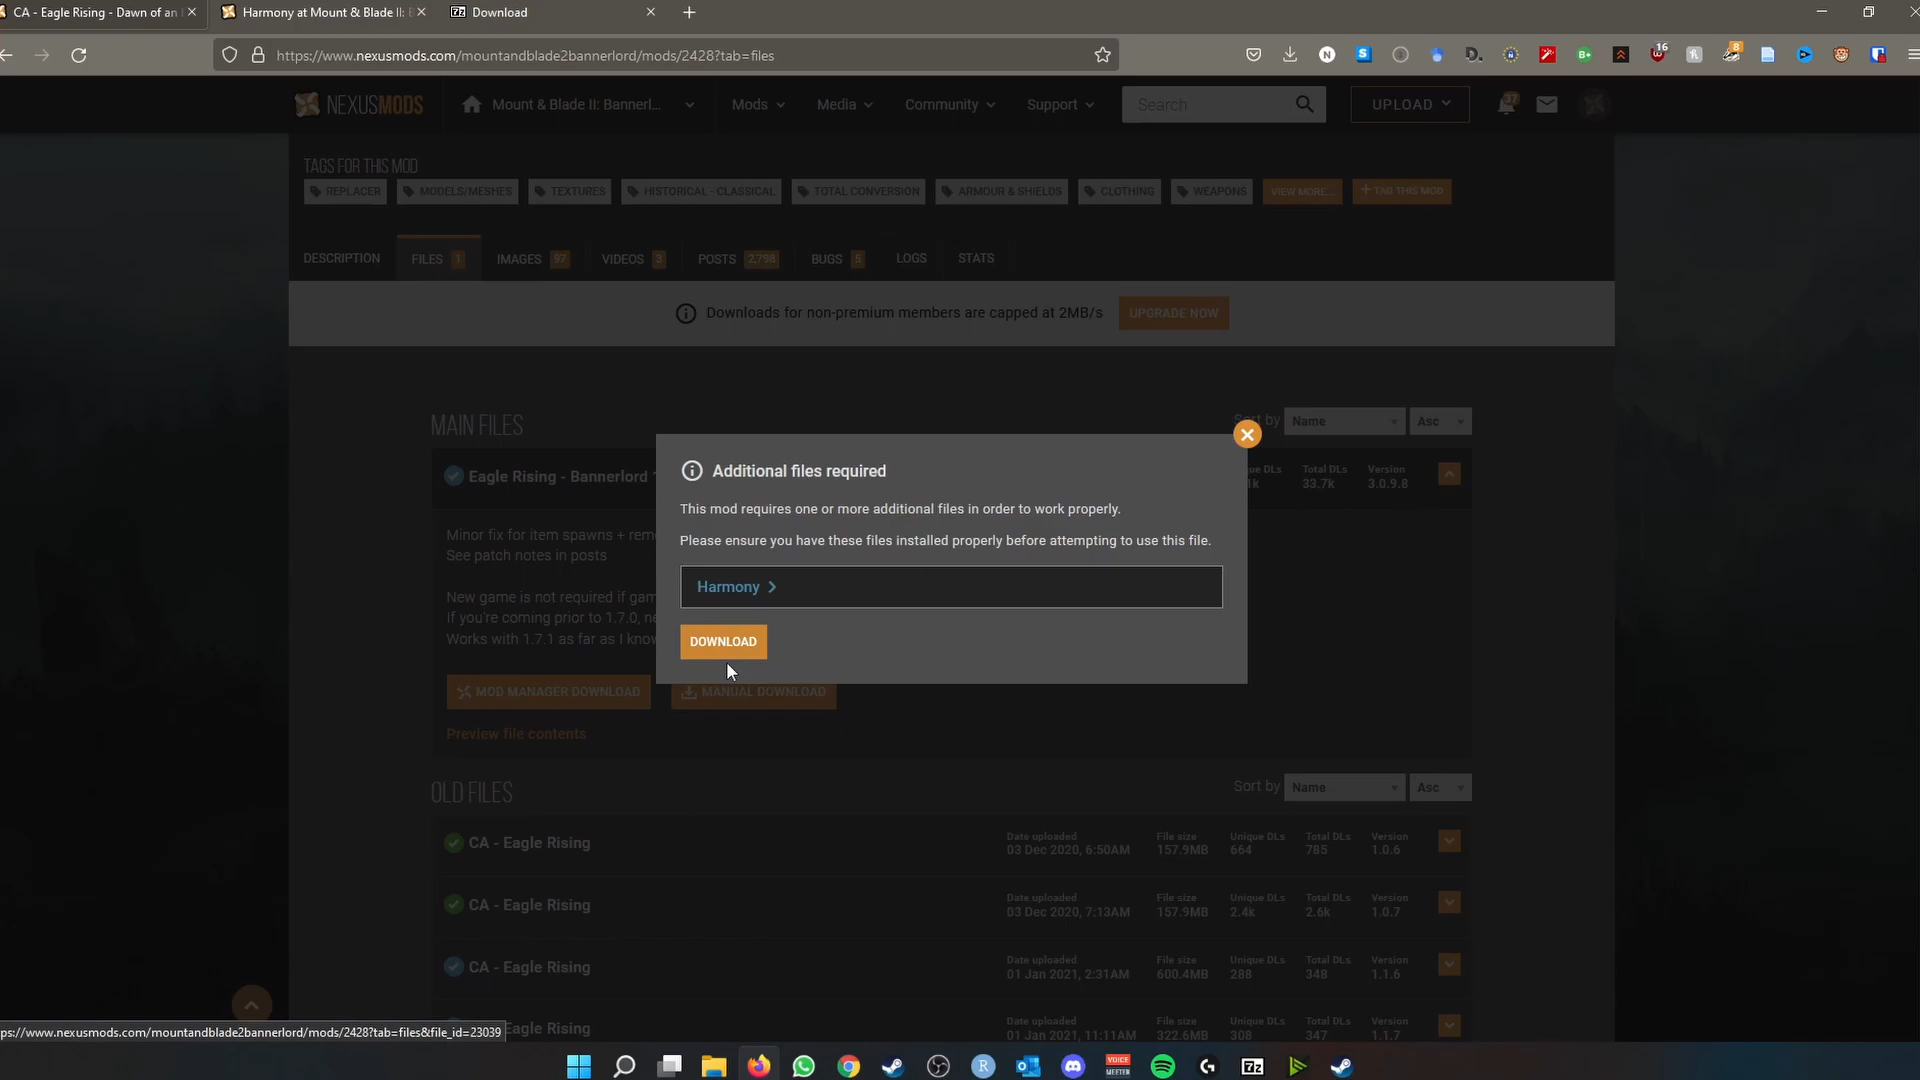 CA - Eagle Rising - Dawn of an
Harmony at Mount & Blade II: B
Download
https://www.nexusmods.com/mountandblade2bannerlord/mods/2428?tab=files
16
8
NEXUSMODS
Mount & Blade II: Bannerl...
Mods
Media
Community
Support
Search
UPLOAD
37
TAGS FOR THIS MOD
REPLACER
MODELS/MESHES
TEXTURES
HISTORICAL - CLASSICAL
TOTAL CONVERSION
ARMOUR & SHIELDS
CLOTHING
WEAPONS
VIEW MORE...
+ TAG THIS MOD
DESCRIPTION
FILES 1
IMAGES 97
VIDEOS 3
POSTS 2,798
BUGS 5
LOGS
STATS
Downloads for non-premium members are capped at 2MB/s
UPGRADE NOW
MAIN FILES
Sort by Name Asc
Eagle Rising - Bannerlord
DLs
1k
Total DLs
33.7k
Version
3.0.9.8
Additional files required
This mod requires one or more additional files in order to work properly.
Please ensure you have these files installed properly before attempting to use this file.
Harmony
DOWNLOAD
Minor fix for item spawns + rem
See patch notes in posts
New game is not required if gam
If you're coming prior to 1.7.0, ne
Works with 1.7.1 as far as I know
MOD MANAGER DOWNLOAD
MANUAL DOWNLOAD
Preview file contents
OLD FILES
Sort by Name Asc
CA - Eagle Rising
Date uploaded
03 Dec 2020, 6:50AM
File size
157.9MB
Unique DLs
664
Total DLs
785
Version
1.0.6
CA - Eagle Rising
Date uploaded
03 Dec 2020, 7:13AM
File size
157.9MB
Unique DLs
2.4k
Total DLs
2.6k
Version
1.0.7
CA - Eagle Rising
Date uploaded
01 Jan 2021, 2:31AM
File size
600.4MB
Unique DLs
288
Total DLs
348
Version
1.1.6
Eagle Rising
Date uploaded
01 Jan 2021, 11:11AM
File size
322.6MB
Unique DLs
308
Total DLs
347
Version
1.1.7
ps://www.nexusmods.com/mountandblade2bannerlord/mods/2428?tab=files&file_id=23039
VOICE
MEETER